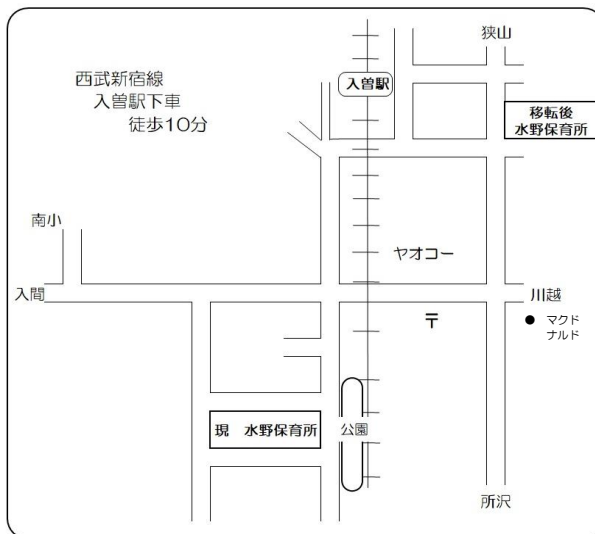 狭山
西武新宿線
入曽駅下車
徒歩10分
入曽駅
移転後
水野保育所
南小
ヤオコー
入間
川越
〒
マクド
ナルド
現　水野保育所
公園
所沢